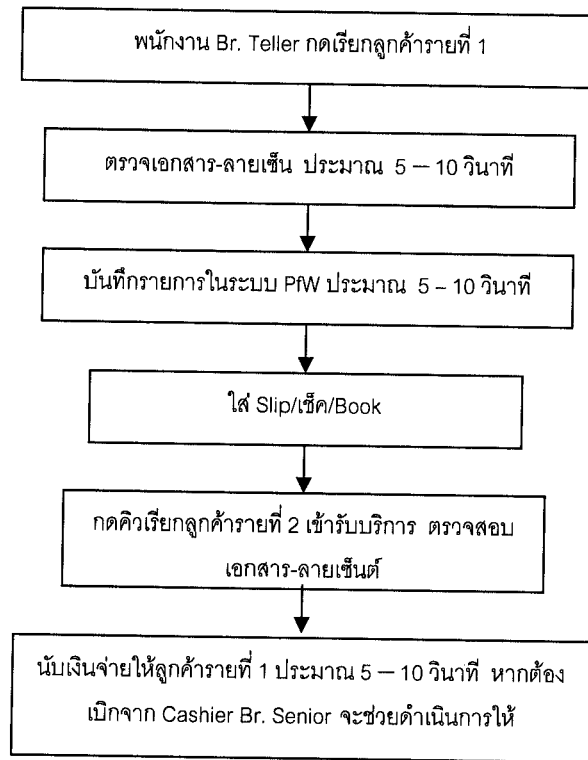 พนักงาน Br. Teller กดเรียกลูกค้ารายที่ 1
ตรวจเอกสาร-ลายเซ็น ประมาณ 5 – 10 วินาที
บันทึกรายการในระบบ PfW ประมาณ 5 – 10 วินาที
ใส่ Slip/เช็ค/Book
กดคิวเรียกลูกค้ารายที่ 2 เข้ารับบริการ ตรวจสอบ
เอกสาร-ลายเซ็นต์
นับเงินจ่ายให้ลูกค้ารายที่ 1 ประมาณ 5 – 10 วินาที หากต้อง
เบิกจาก Cashier Br. Senior จะช่วยดำเนินการให้